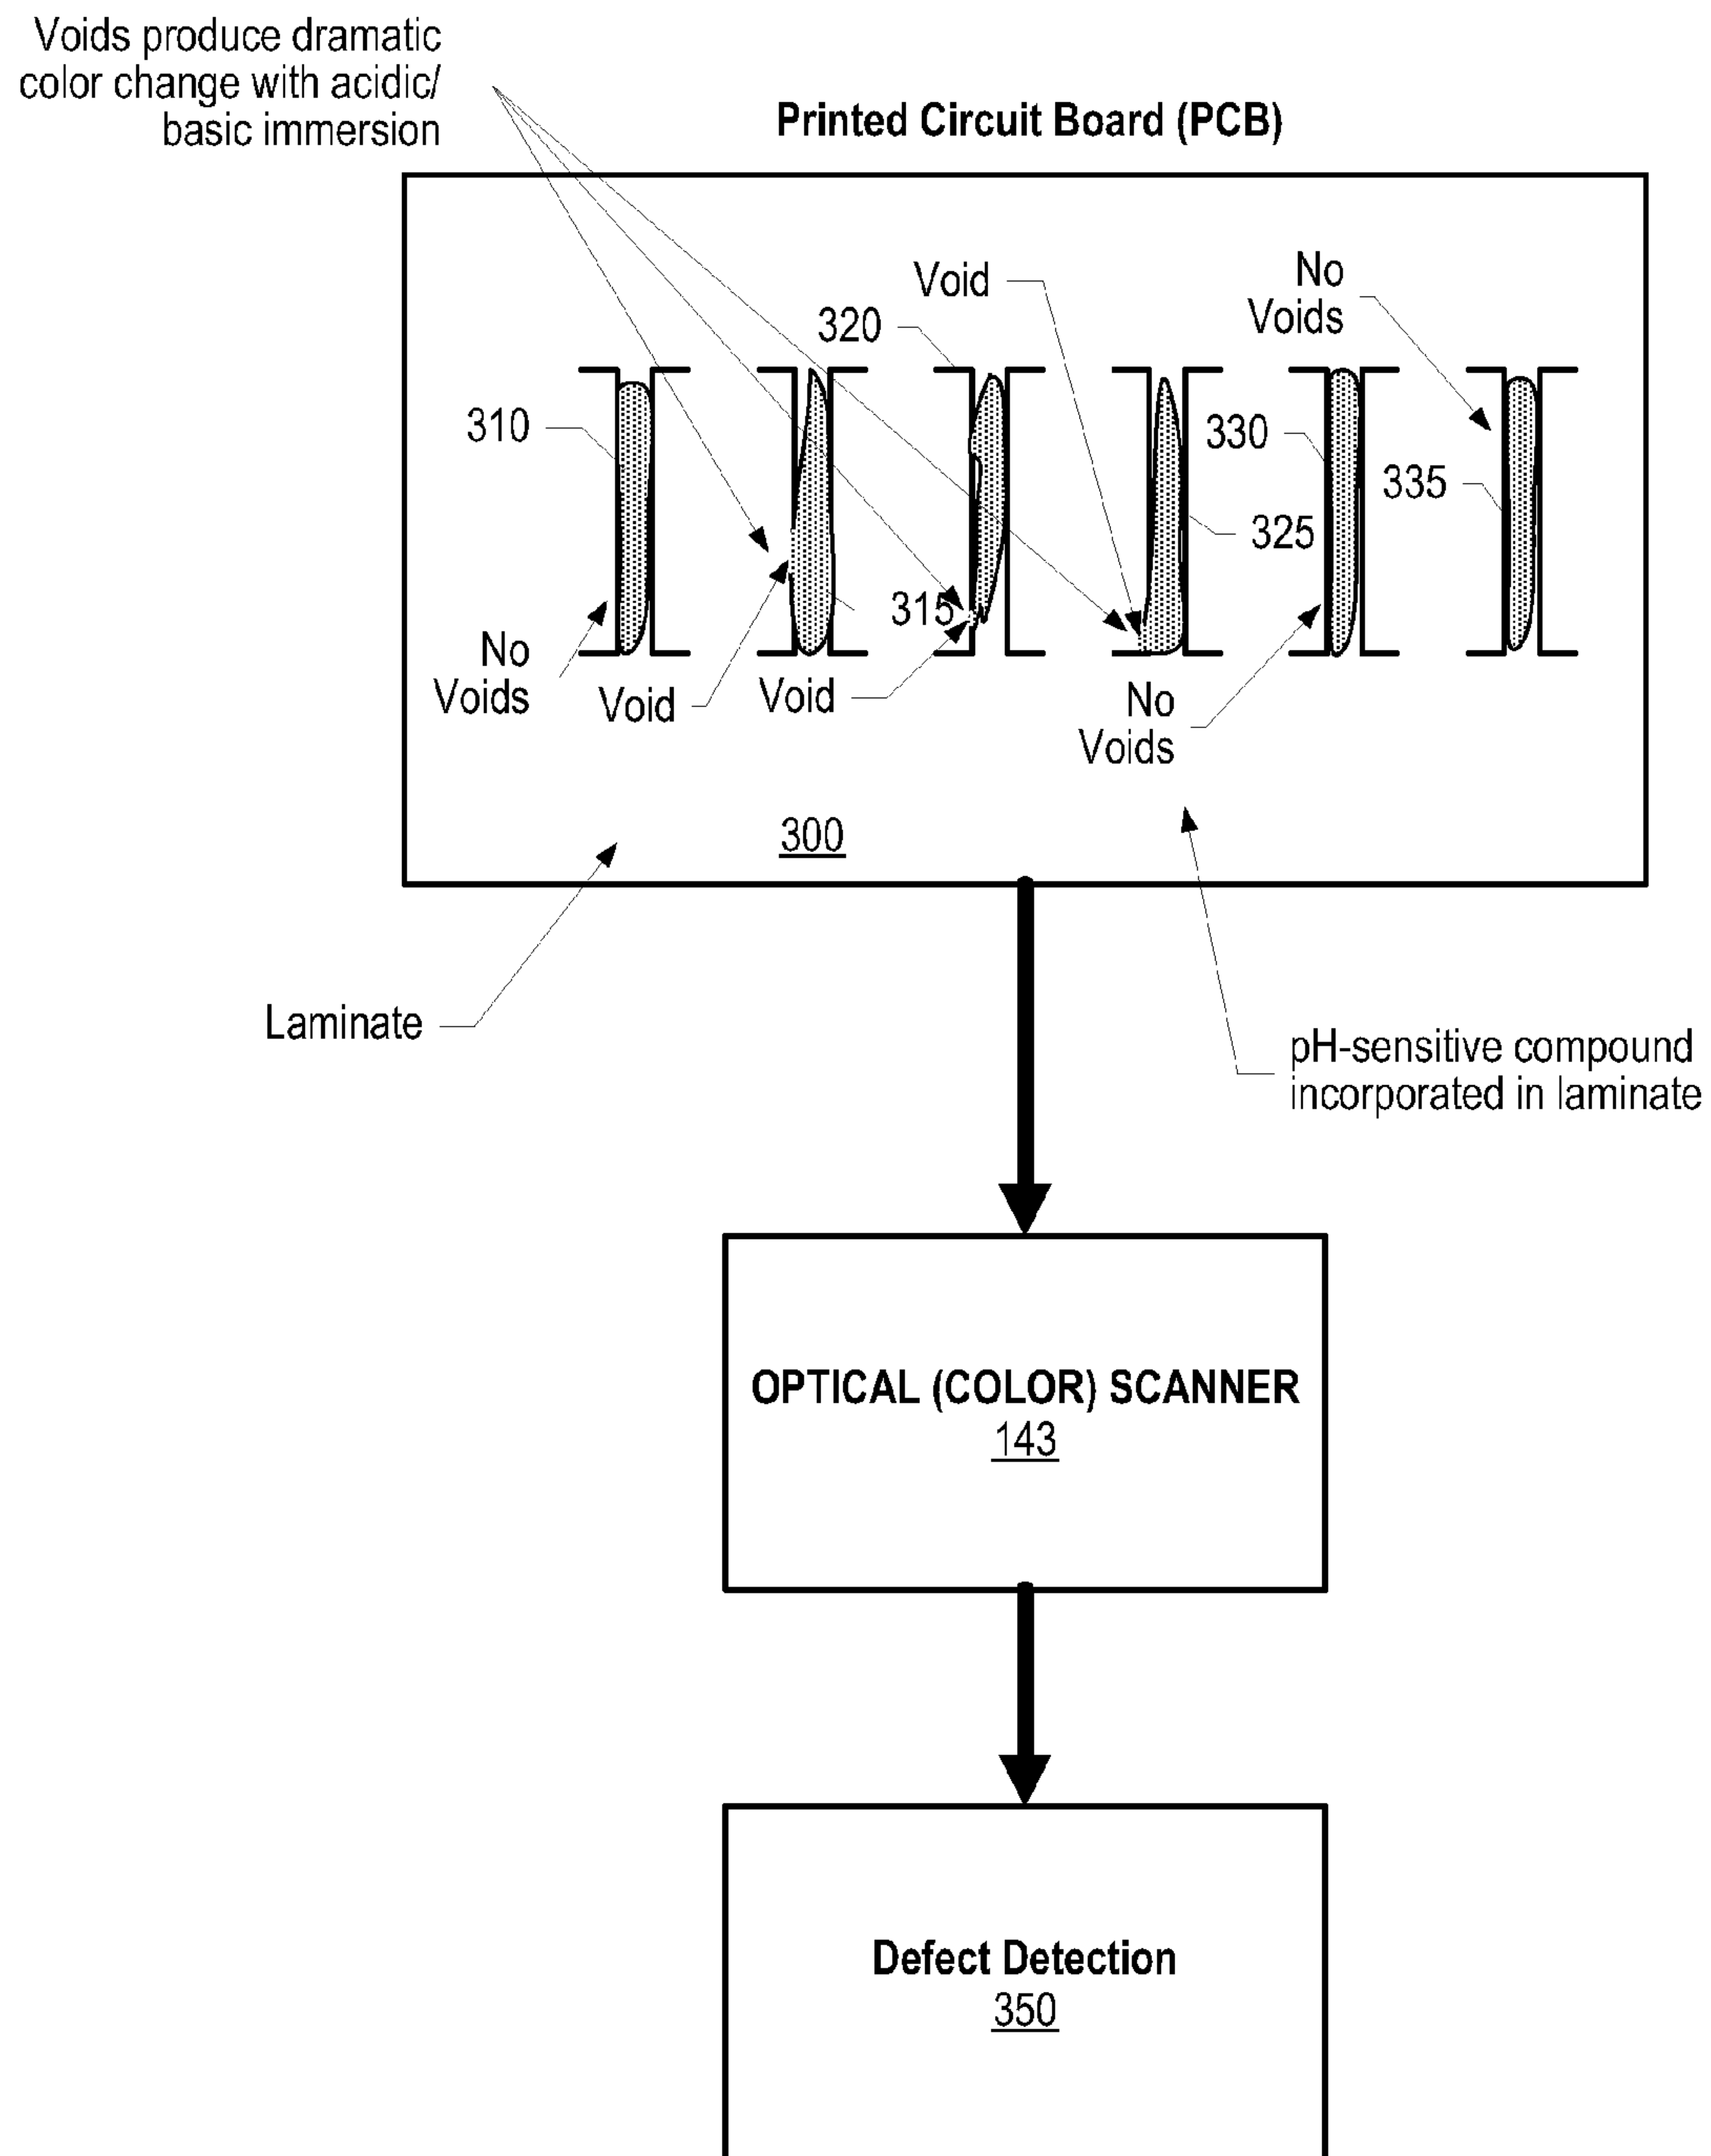 Voids produce dramatic
color change with acidic/
basic immersion
Printed Circuit Board (PCB)
Void
No
Voids
320
310
330
335
325
315
No
Voids
Void
Void
No
Voids
300
Laminate
pH-sensitive compound
incorporated in laminate
OPTICAL (COLOR) SCANNER
143
Defect Detection
350